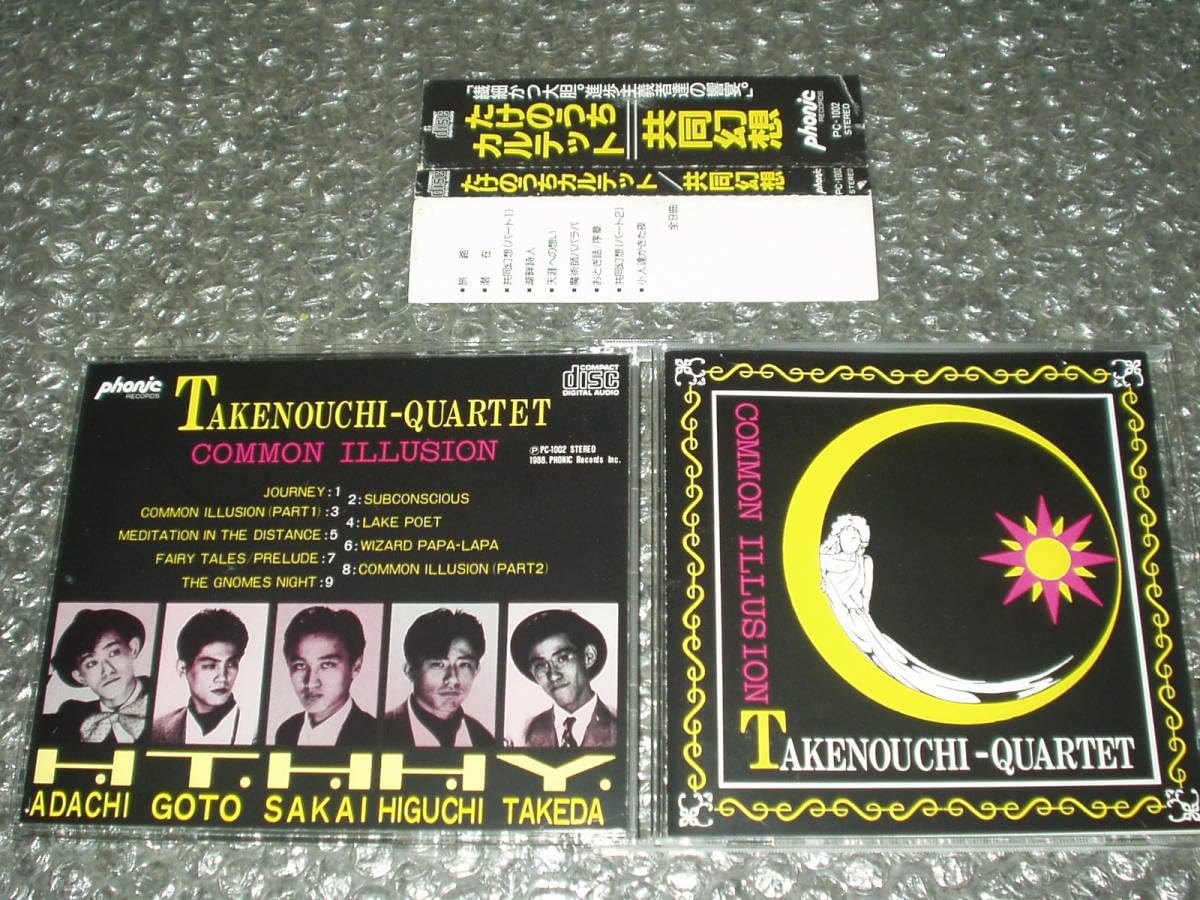 「繊細かつ大胆。進歩主義者達の響宴。」
たけのうち
カルテット
共同幻想
phonic
RECORDS
PC-1002
STEREO
たけのうちカルテット/共同幻想
phonic
PC-1002
STEREO
■旅路
■潜在
■共同幻想(パート1)
■湖畔詩人
■天涯への想い
■魔術師パパラパ
■おとぎ話/序章
■共同幻想(パート2)
■小人達がきた夜
全9曲
phonic
RECORDS
TAKENOUCHI-QUARTET
COMMON ILLUSION
COMPACT
disc
DIGITAL AUDIO
Ⓟ PC-1002 STEREO
1988. PHONIC Records Inc.
JOURNEY:1
2:SUBCONSCIOUS
COMMON ILLUSION (PART1) :3
4:LAKE POET
MEDITATION IN THE DISTANCE:5
6:WIZARD PAPA-LAPA
FAIRY TALES/PRELUDE:7
8:COMMON ILLUSION (PART2)
THE GNOMES NIGHT:9
H. ADACHI
T. GOTO
H. SAKAI
H. HIGUCHI
Y. TAKEDA
COMMON ILLUSION
TAKENOUCHI-QUARTET